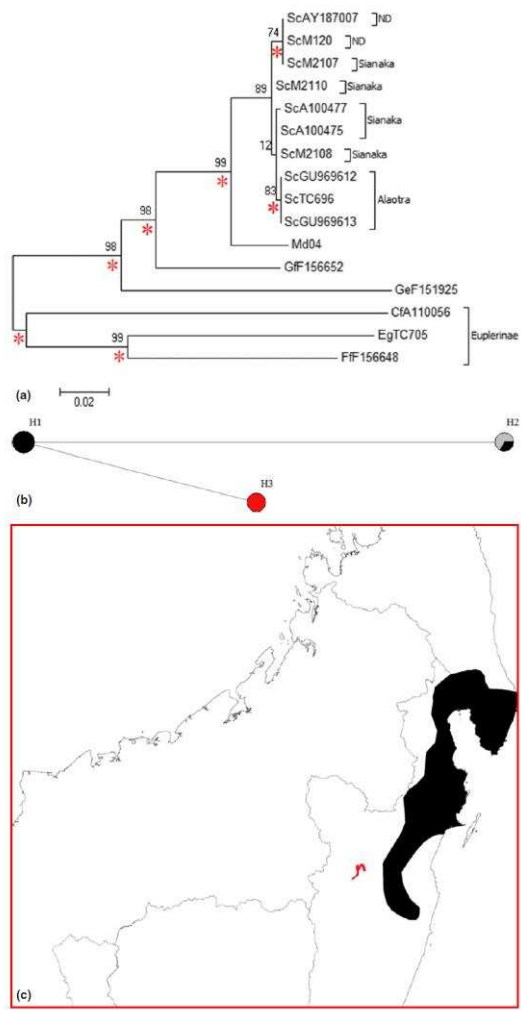 ScAY187007
ND
74
ScM120
ND
*
ScM2107
Sianaka
89
ScM2110
Sianaka
ScA100477
Sianaka
ScA100475
12
ScM2108
Sianaka
99
ScGU969612
*
83
ScTC696
Alaotra
*
98
ScGU969613
*
Md04
98
GfF156652
*
GeF151925
CfA110056
*
99
EgTC705
Euplerinae
*
FfF156648
(a)
0.02
H1
H2
H3
(b)
(c)